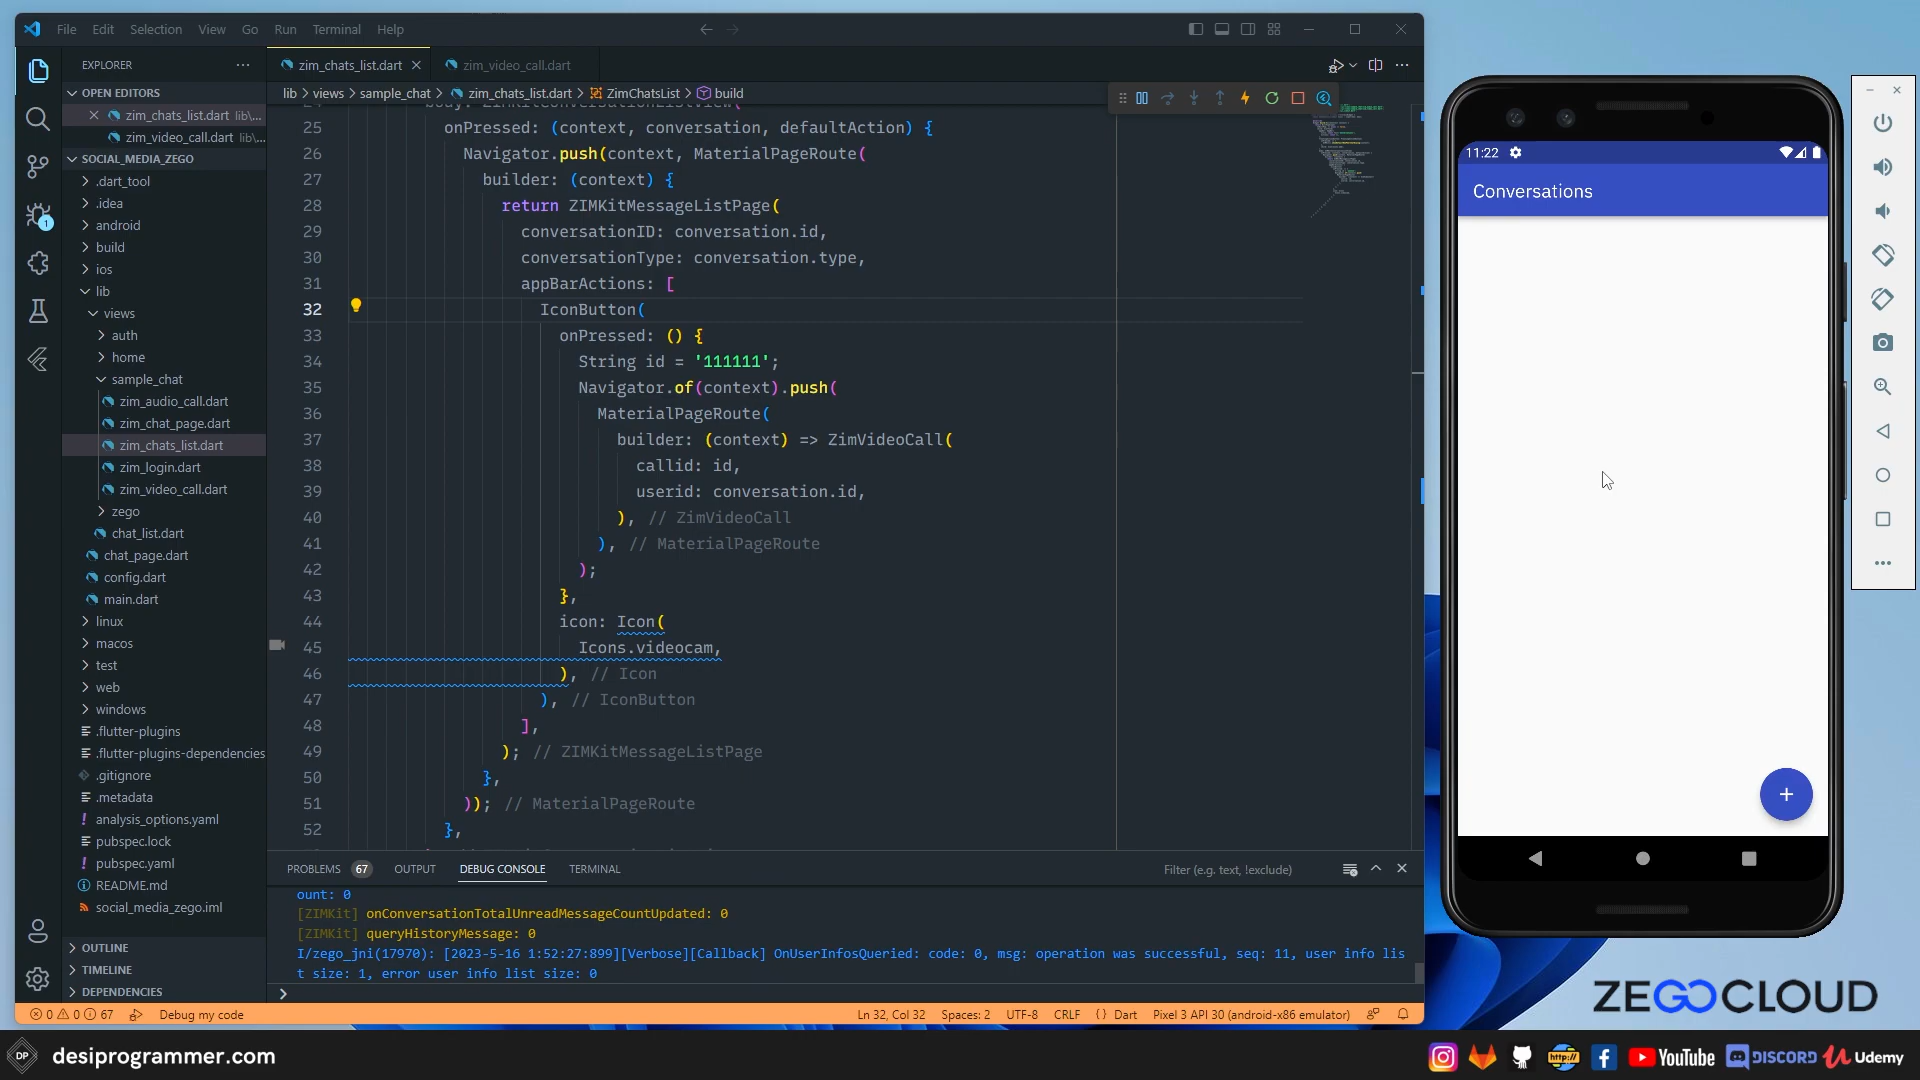 File Edit Selection View Go Run Terminal Help
EXPLORER
zim_chats_list.dart
zim_video_call.dart
OPEN EDITORS
zim_chats_list.dart lib\...
zim_video_call.dart lib\...
lib > views > sample_chat > zim_chats_list.dart > ZimChatsList > build
SOCIAL_MEDIA_ZEGO
.dart_tool
.idea
android
build
ios
lib
views
auth
home
sample_chat
zim_audio_call.dart
zim_chat_page.dart
zim_chats_list.dart
zim_login.dart
zim_video_call.dart
zego
chat_list.dart
chat_page.dart
config.dart
main.dart
linux
macos
test
web
windows
.flutter-plugins
.flutter-plugins-dependencies
.gitignore
.metadata
analysis_options.yaml
pubspec.lock
pubspec.yaml
README.md
social_media_zego.iml
OUTLINE
TIMELINE
DEPENDENCIES
1
25 onPressed: (context, conversation, defaultAction) {
26 Navigator.push(context, MaterialPageRoute(
27 builder: (context) {
28 return ZIMKitMessageListPage(
29 conversationID: conversation.id,
30 conversationType: conversation.type,
31 appBarActions: [
32 IconButton(
33 onPressed: () {
34 String id = '111111';
35 Navigator.of(context).push(
36 MaterialPageRoute(
37 builder: (context) => ZimVideoCall(
38 callid: id,
39 userid: conversation.id,
40 ), // ZimVideoCall
41 ), // MaterialPageRoute
42 );
43 },
44 icon: Icon(
45 Icons.videocam,
46 ), // Icon
47 ), // IconButton
48 ],
49 ); // ZIMKitMessageListPage
50 },
51 )); // MaterialPageRoute
52 },
PROBLEMS 67 OUTPUT DEBUG CONSOLE TERMINAL Filter (e.g. text, !exclude)
ount: 0
[ZIMKit] onConversationTotalUnreadMessageCountUpdated: 0
[ZIMKit] queryHistoryMessage: 0
I/zego_jni(17970): [2023-5-16 1:52:27:899][Verbose][Callback] OnUserInfosQueried: code: 0, msg: operation was successful, seq: 11, user info lis
t size: 1, error user info list size: 0
0 0 67 Debug my code Ln 32, Col 32 Spaces: 2 UTF-8 CRLF {} Dart Pixel 3 API 30 (android-x86 emulator)
11:22
Conversations
ZEGOCLOUD
DP desiprogrammer.com http:// YouTube DISCORD Udemy